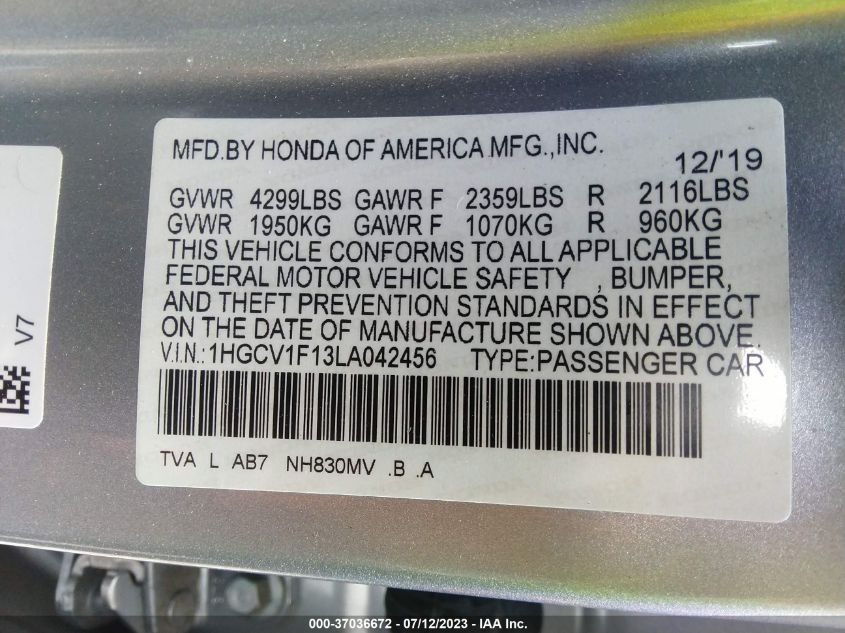 MFD.BY HONDA OF AMERICA MFG.,INC.
12/'19
GVWR 4299LBS GAWR F 2359LBS R 2116LBS
GVWR 1950KG GAWR F 1070KG R 960KG
THIS VEHICLE CONFORMS TO ALL APPLICABLE
FEDERAL MOTOR VEHICLE SAFETY , BUMPER,
AND THEFT PREVENTION STANDARDS IN EFFECT
ON THE DATE OF MANUFACTURE SHOWN ABOVE.
V.I.N.:1HGCV1F13LA042456 TYPE:PASSENGER CAR
TVA L AB7 NH830MV .B .A
V7
000-37036672 / 07/12/2023 - IAA Inc.